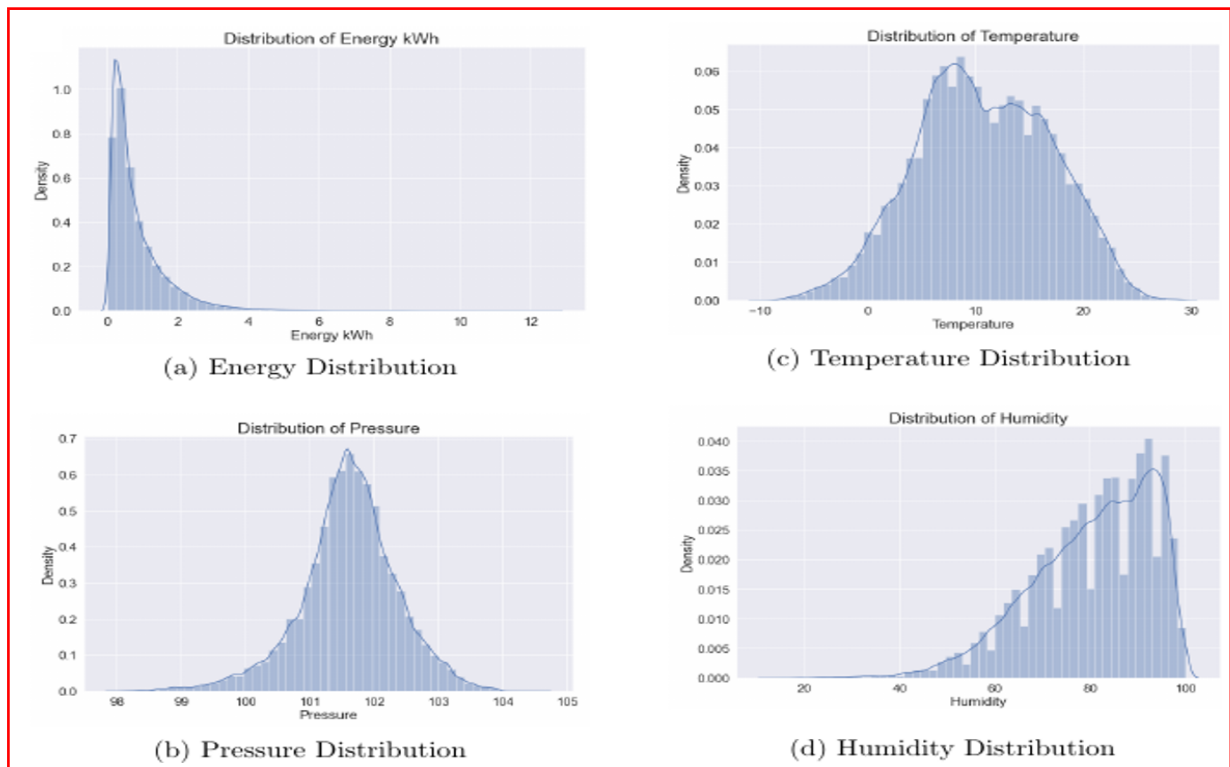 Distribution of Energy kWh
Density
1.0
0.8
0.6
0.4
0.2
0.0
0 2 4 6 8 10 12
Energy kWh
(a) Energy Distribution
Distribution of Temperature
Density
0.06
0.05
0.04
0.03
0.02
0.01
0.00
−10 0 10 20 30
Temperature
(c) Temperature Distribution
Distribution of Pressure
Density
0.7
0.6
0.5
0.4
0.3
0.2
0.1
0.0
98 99 100 101 102 103 104 105
Pressure
(b) Pressure Distribution
Distribution of Humidity
Density
0.040
0.035
0.030
0.025
0.020
0.015
0.010
0.005
0.000
20 40 60 80 100
Humidity
(d) Humidity Distribution